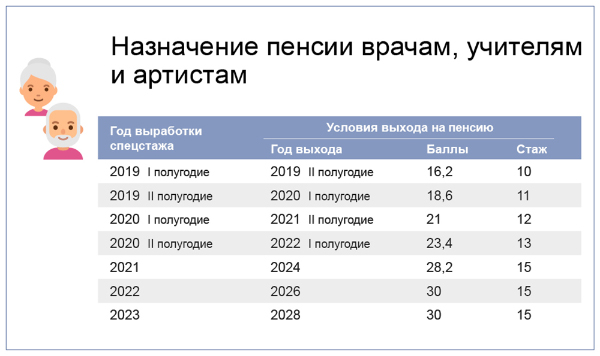 Назначение пенсии врачам, учителям
и артистам
Год выработки
спецстажа
Условия выхода на пенсию
Год выхода Баллы Стаж
2019 I полугодие 2019 II полугодие 16,2 10
2019 II полугодие 2020 I полугодие 18,6 11
2020 I полугодие 2021 II полугодие 21 12
2020 II полугодие 2022 I полугодие 23,4 13
2021 2024 28,2 15
2022 2026 30 15
2023 2028 30 15